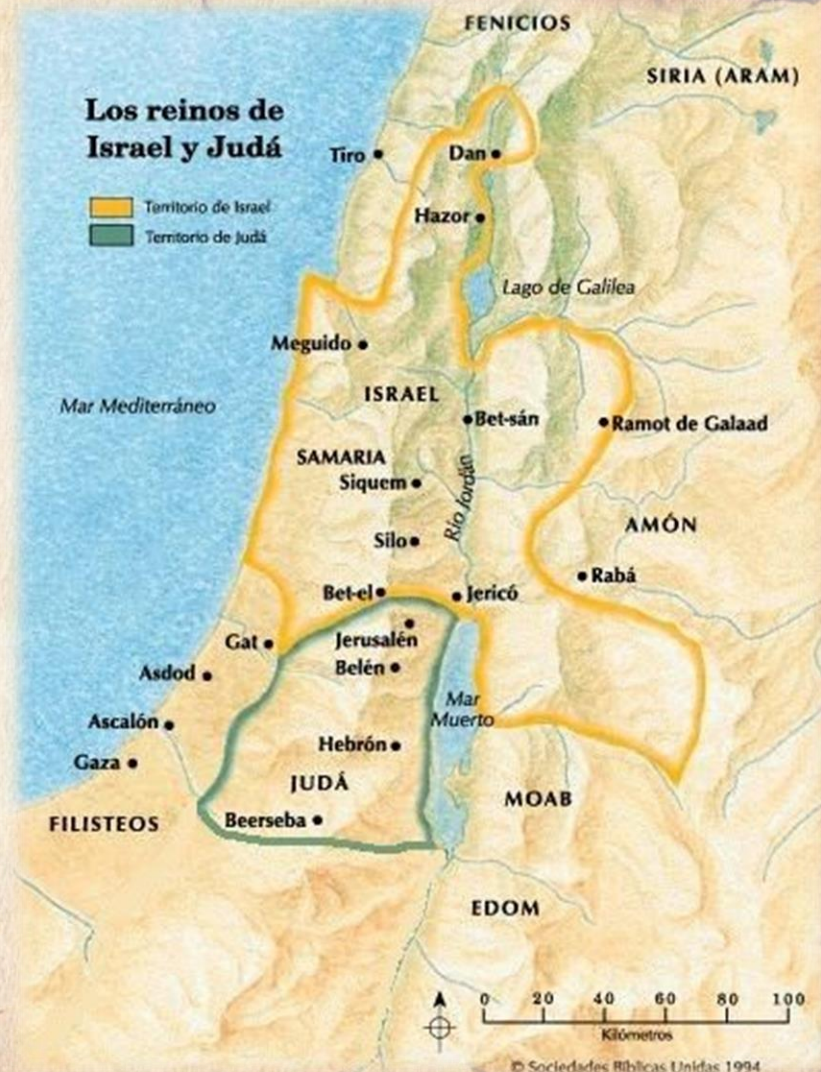 FENICIOS
SIRIA (ARAM)
Los reinos de
Israel y Judá
Territorio de Israel
Territorio de Judá
Tiro
Dan
Hazor
Lago de Galilea
Meguido
ISRAEL
Mar Mediterráneo
Bet-sán
Ramot de Galaad
SAMARIA
Siquem
Río Jordán
AMÓN
Silo
Rabá
Bet-el
Jericó
Gat
Jerusalén
Belén
Asdod
Mar
Muerto
Ascalón
Hebrón
Gaza
JUDÁ
MOAB
FILISTEOS
Beerseba
EDOM
0 20 40 60 80 100
Kilómetros
© Sociedades Bíblicas Unidas 1994